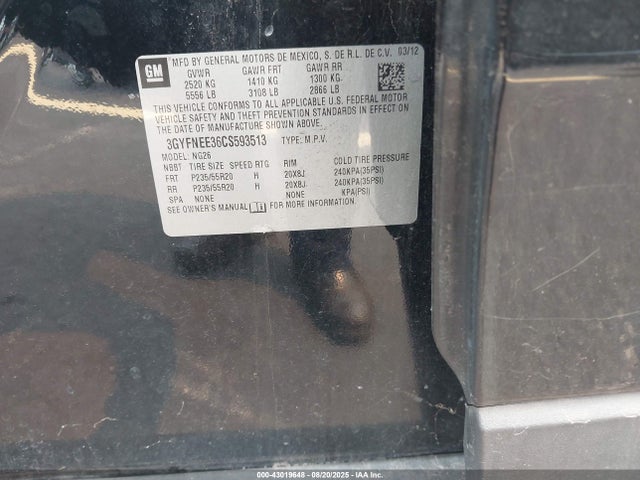 GM
MFD BY GENERAL MOTORS DE MEXICO, S. DE R.L. DE C.V. 03/12
GVWR GAWR FRT GAWR RR
2520 KG 1410 KG 1300 KG.
5556 LB 3108 LB 2866 LB
THIS VEHICLE CONFORMS TO ALL APPLICABLE U.S. FEDERAL MOTOR
VEHICLE SAFETY AND THEFT PREVENTION STANDARDS IN EFFECT ON
THE DATE OF MANUFACTURE SHOWN ABOVE.
3GYFNEE36CS593513 TYPE: M.P.V.
MODEL: NG26
NBBT TIRE SIZE SPEED RTG RIM COLD TIRE PRESSURE
FRT P235/55R20 H 20X8J 240KPA(35PSI)
RR P235/55R20 H 20X8J 240KPA(35PSI)
SPA NONE NONE KPA(PSI)
SEE OWNER'S MANUAL FOR MORE INFORMATION.
000-43019648 - 08/20/2025 - IAA Inc.